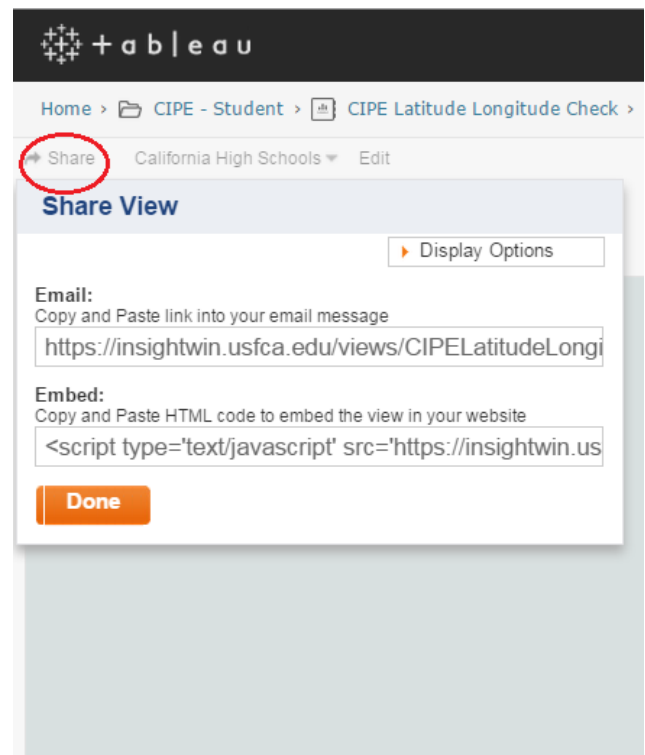 + a b | e a u
Home › CIPE - Student › CIPE Latitude Longitude Check ›
Share California High Schools Edit
Share View
Display Options
Email:
Copy and Paste link into your email message
https://insightwin.usfca.edu/views/CIPELatitudeLongi
Embed:
Copy and Paste HTML code to embed the view in your website
<script type='text/javascript' src='https://insightwin.us
Done